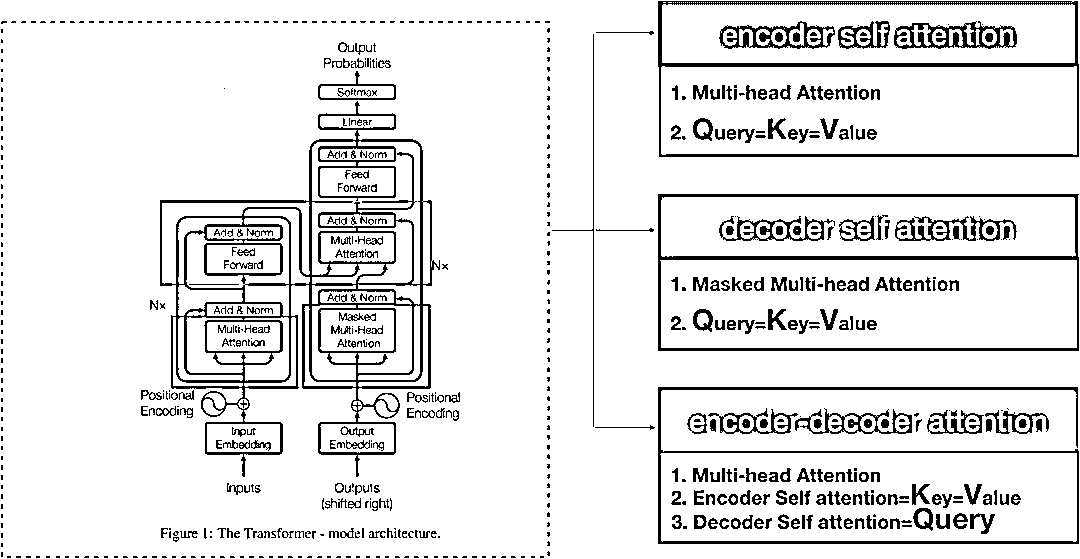 Output
Probabilities
Softmax
Linear
Add & Norm
Feed
Forward
Add & Norm
Multi-Head
Attention
Add & Norm
Feed
Forward
Nx
Add & Norm
Masked
Multi-Head
Attention
Nx
Add & Norm
Multi-Head
Attention
Positional
Encoding
Positional
Encoding
Input
Embedding
Output
Embedding
Inputs
Outputs
(shifted right)
Figure 1: The Transformer - model architecture.
encoder self attention
1. Multi-head Attention
2. Query=Key=Value
decoder self attention
1. Masked Multi-head Attention
2. Query=Key=Value
encoder-decoder attention
1. Multi-head Attention
2. Encoder Self attention=Key=Value
3. Decoder Self attention=Query